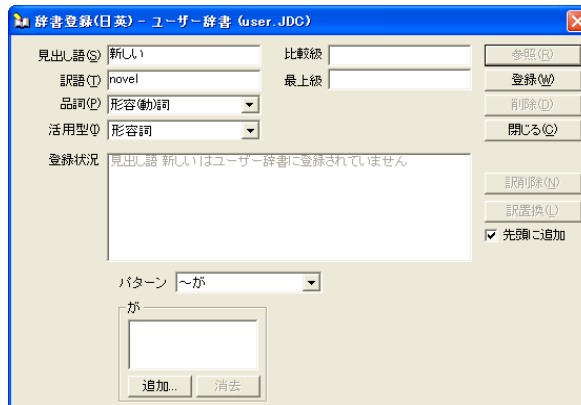 辞書登録(日英) - ユーザー辞書 (user.JDC)
見出し語(S) 新しい 比較級 参照(R)
訳語(T) novel 最上級 登録(W)
品詞(P) 形容(動)詞 削除(D)
活用型(I) 形容詞 閉じる(C)
登録状況 見出し語 新しい はユーザー辞書に登録されていません
訳削除(N)
訳置換(L)
先頭に追加
パターン ～が
が
追加... 消去